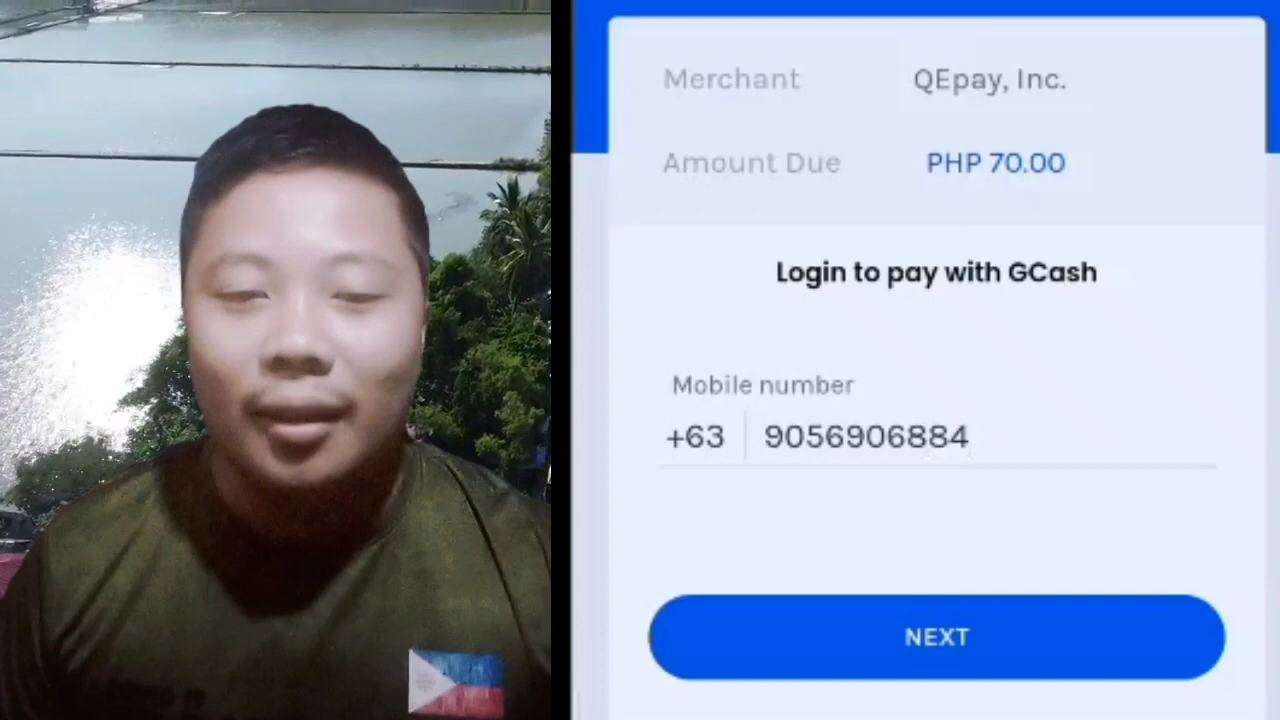 Merchant QEpay, Inc.
Amount Due PHP 70.00
Login to pay with GCash
Mobile number
+63 9056906884
NEXT